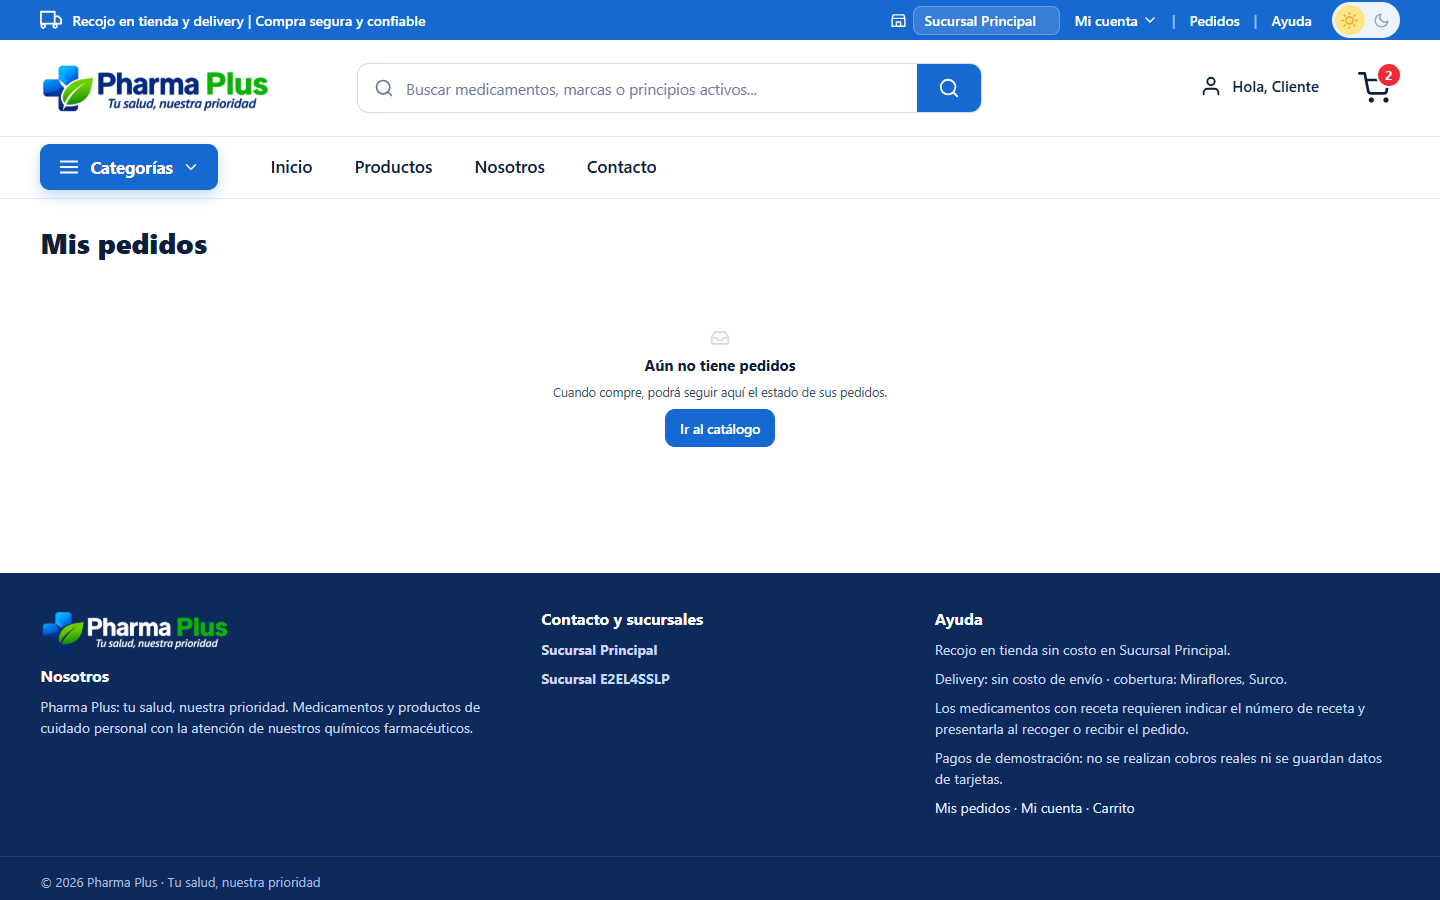 Recojo en tienda y delivery | Compra segura y confiable
Sucursal Principal
Mi cuenta | Pedidos | Ayuda
Pharma Plus
Tu salud, nuestra prioridad
Buscar medicamentos, marcas o principios activos...
Hola, Cliente
2
Categorías
Inicio
Productos
Nosotros
Contacto
Mis pedidos
Aún no tiene pedidos
Cuando compre, podrá seguir aquí el estado de sus pedidos.
Ir al catálogo
Pharma Plus
Tu salud, nuestra prioridad
Nosotros
Pharma Plus: tu salud, nuestra prioridad. Medicamentos y productos de
cuidado personal con la atención de nuestros químicos farmacéuticos.
Contacto y sucursales
Sucursal Principal
Sucursal E2EL4SSLP
Ayuda
Recojo en tienda sin costo en Sucursal Principal.
Delivery: sin costo de envío · cobertura: Miraflores, Surco.
Los medicamentos con receta requieren indicar el número de receta y
presentarla al recoger o recibir el pedido.
Pagos de demostración: no se realizan cobros reales ni se guardan datos
de tarjetas.
Mis pedidos · Mi cuenta · Carrito
© 2026 Pharma Plus · Tu salud, nuestra prioridad